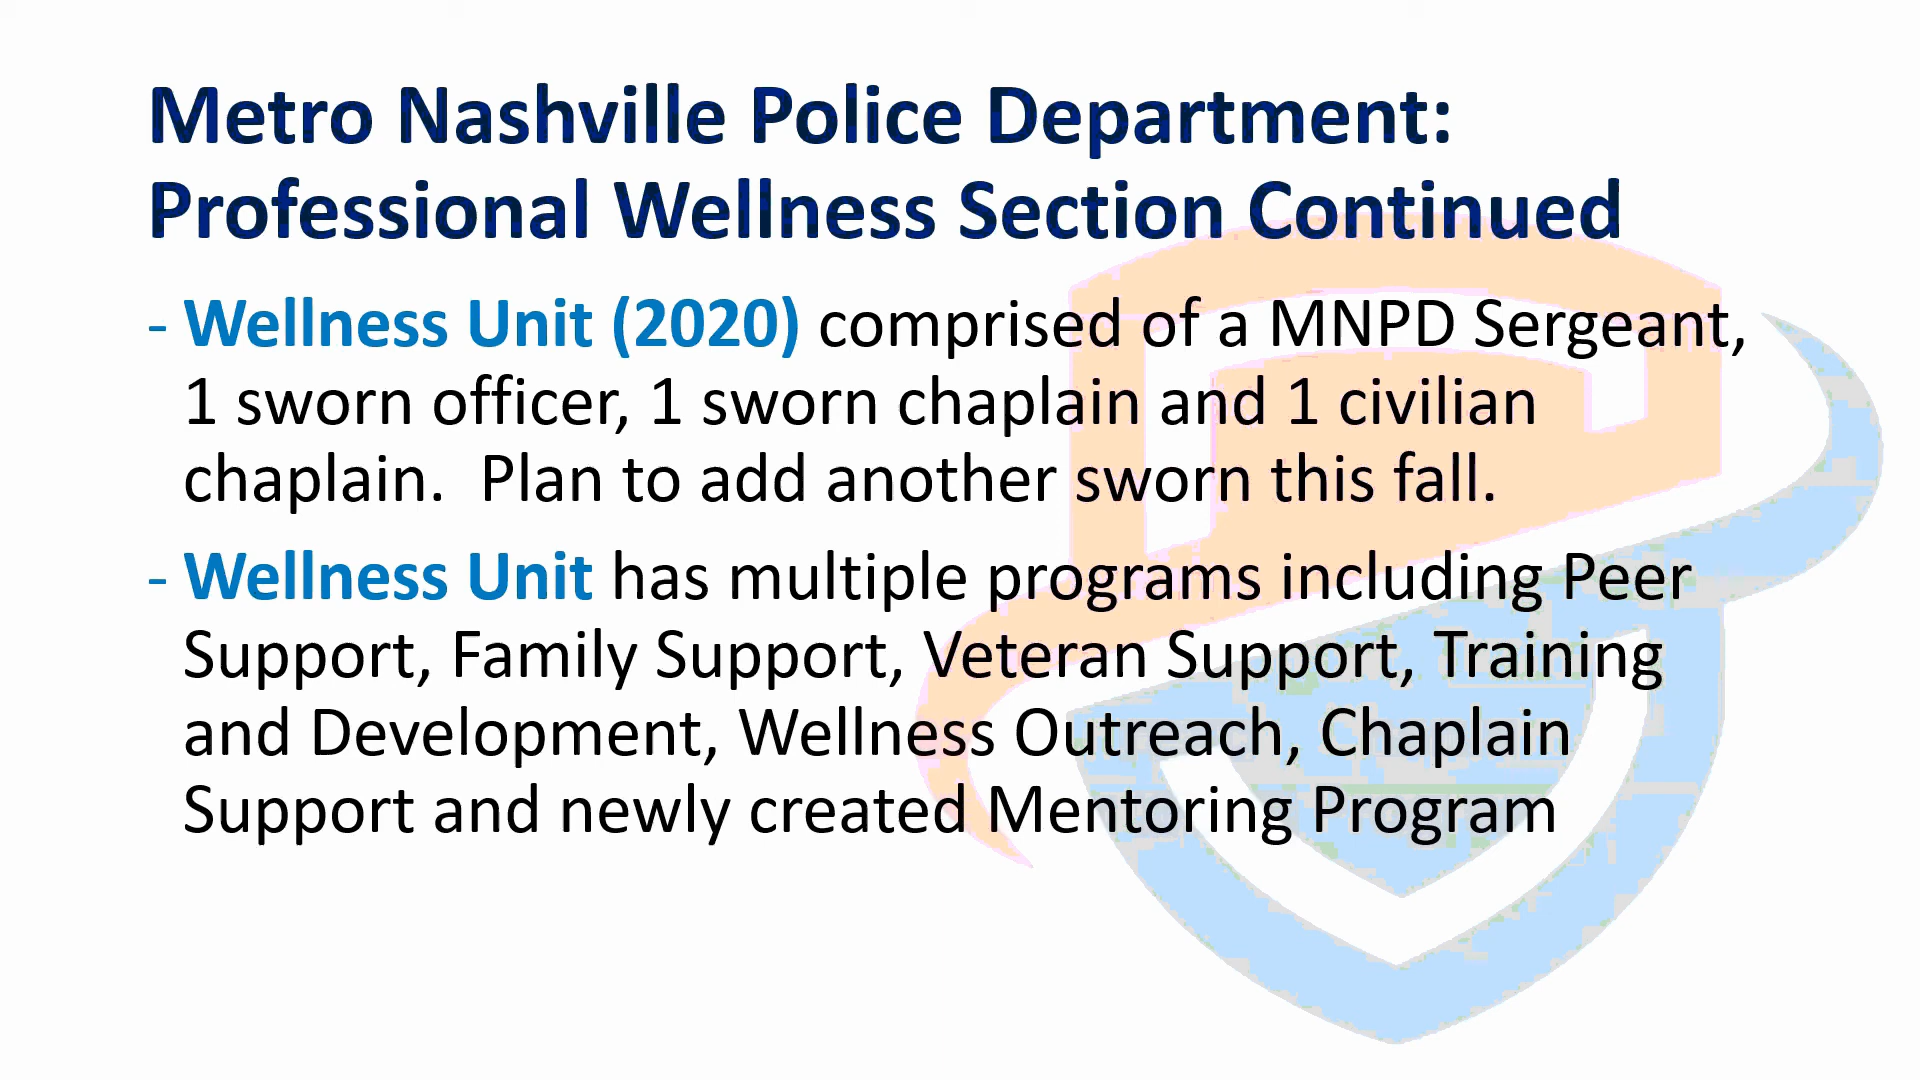 Metro Nashville Police Department:
Professional Wellness Section Continued
- Wellness Unit (2020) comprised of a MNPD Sergeant,
1 sworn officer, 1 sworn chaplain and 1 civilian
chaplain.  Plan to add another sworn this fall.
- Wellness Unit has multiple programs including Peer
Support, Family Support, Veteran Support, Training
and Development, Wellness Outreach, Chaplain
Support and newly created Mentoring Program